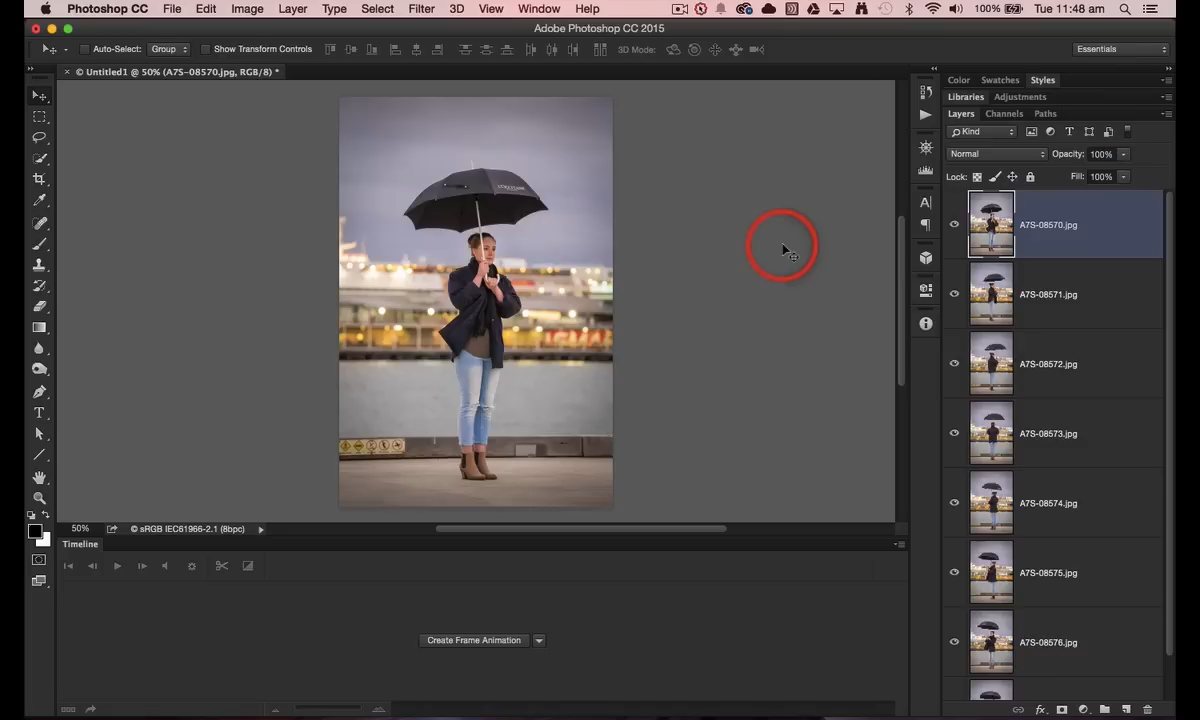 Photoshop CC File Edit Image Layer Type Select Filter 3D View Window Help 100% Tue 11:48 am
Adobe Photoshop CC 2015
Auto-Select: Group Show Transform Controls 3D Mode: Essentials
× © Untitled1 @ 50% (A7S-08570.jpg, RGB/8) *
Color Swatches Styles
Libraries Adjustments
Layers Channels Paths
Kind
Normal Opacity: 100%
Lock: Fill: 100%
A7S-08570.jpg
A7S-08571.jpg
A7S-08572.jpg
A7S-08573.jpg
A7S-08574.jpg
A7S-08575.jpg
A7S-08576.jpg
50% © sRGB IEC61966-2.1 (8bpc)
Timeline
Create Frame Animation